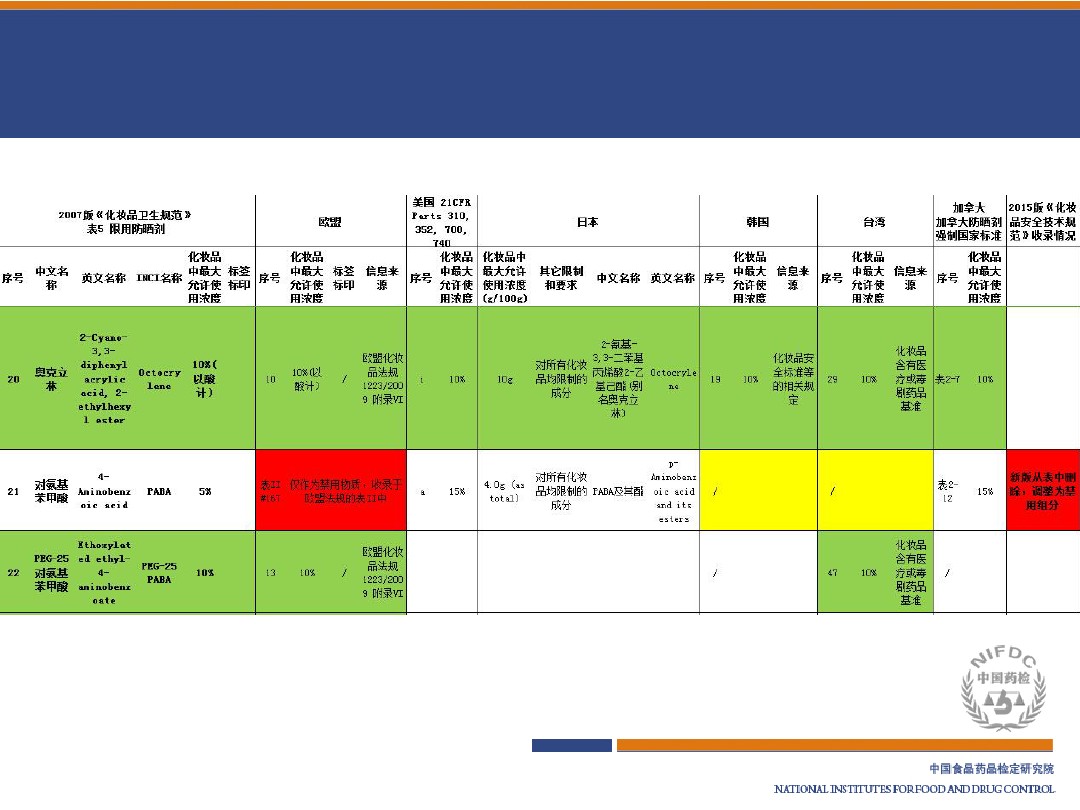 2007版《化妆品卫生规范》
表5 限用防晒剂
欧盟
美国 21CFR
Parts 310,
352, 700,
740
日本
韩国
台湾
加拿大
加拿大防晒剂
强制国家标准
2015版《化妆
品安全技术规
范》收录情况
序号
中文名
称
英文名称
INCI名称
化妆品
中最大
允许使
用浓度
标签
标印
序号
化妆品
中最大
允许使
用浓度
标签
标印
信息来
源
序号
化妆品
中最大
允许使
用浓度
化妆品中
最大允许
使用浓度
(g/100g)
其它限制
和要求
中文名称
英文名称
序号
化妆品
中最大
允许使
用浓度
信息来
源
序号
化妆品
中最大
允许使
用浓度
信息来
源
序号
化妆品
中最大
允许使
用浓度
20
奥克立
林
2-Cyano-
3,3-
diphenyl
acrylic
acid, 2-
ethylhexy
l ester
Octocry
lene
10%(
以酸
计)
10
10%(以
酸计)
/
欧盟化妆
品法规
1223/200
9 附录VI
i
10%
10g
对所有化妆
品均限制的
成分
2-氰基-
3,3-二苯基
丙烯酸2-乙
基己酯(别
名奥克立
林)
Octocryle
ne
19
10%
化妆品安
全标准等
的相关规
定
29
10%
化妆品
含有医
疗或毒
剧药品
基准
表2-7
10%
21
对氨基
苯甲酸
4-
Aminobenz
oic acid
PABA
5%
表II
#167
仅作为禁用物质，收录于
欧盟法规的表II中
a
15%
4.0g (as
total)
对所有化妆
品均限制的
成分
PABA及其酯
p-
Aminobenz
oic acid
and its
esters
/
/
表2-
12
15%
新版从表中删
除，调整为禁
用组分
22
PEG-25
对氨基
苯甲酸
Ethoxylat
ed ethyl-
4-
aminobenz
oate
PEG-25
PABA
10%
13
10%
/
欧盟化妆
品法规
1223/200
9 附录VI
/
47
10%
化妆品
含有医
疗或毒
剧药品
基准
/
NIFDC
中国药检
中国食品药品检定研究院
NATIONAL INSTITUTES FOR FOOD AND DRUG CONTROL